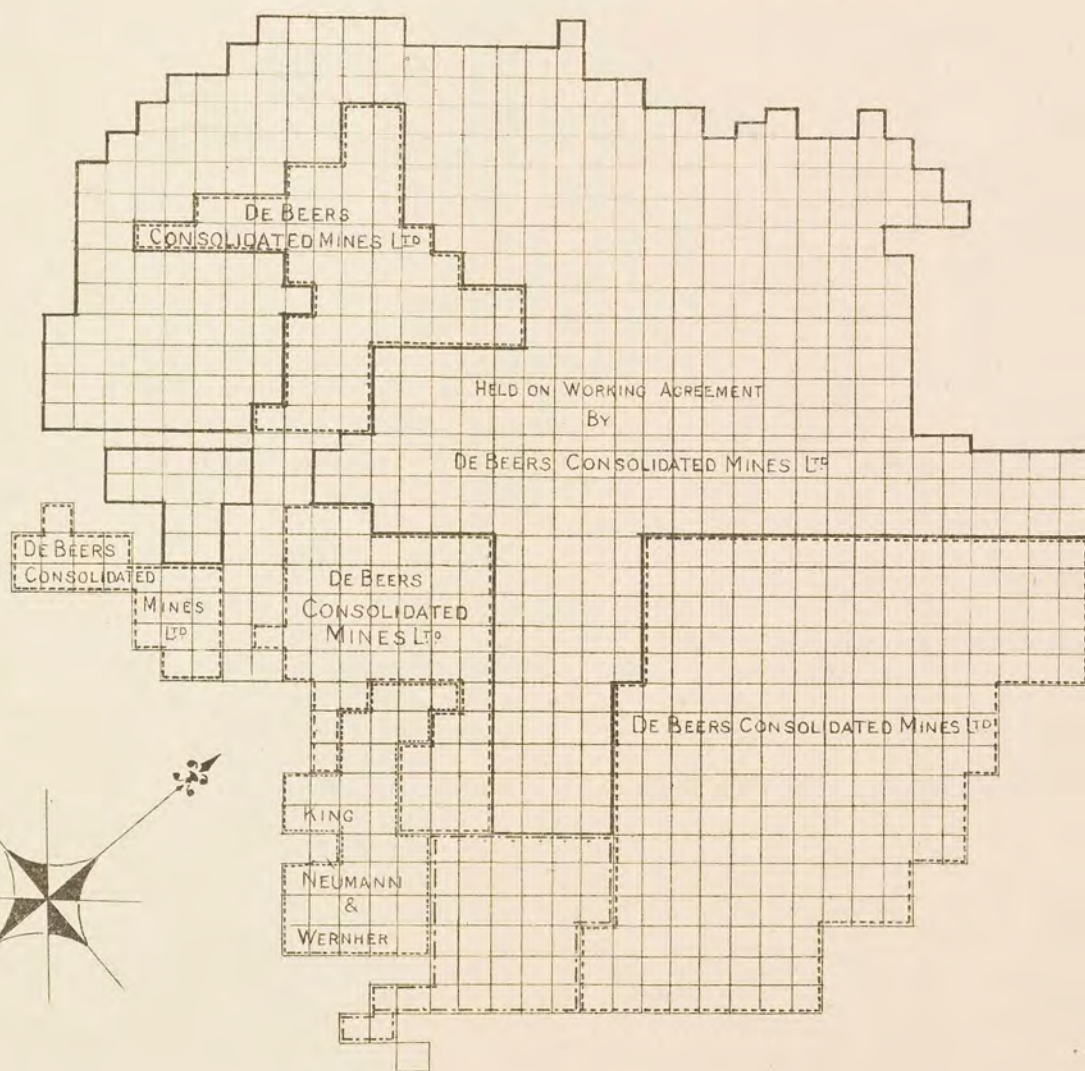 DE BEERS
CONSOLIDATED MINES LTD
HELD ON WORKING AGREEMENT
BY
DE BEERS CONSOLIDATED MINES LTD
DE BEERS
CONSOLIDATED
MINES
LTD
DE BEERS
CONSOLIDATED
MINES LTD
DE BEERS CONSOLIDATED MINES LTD
KING
NEUMANN
&
WERNHER